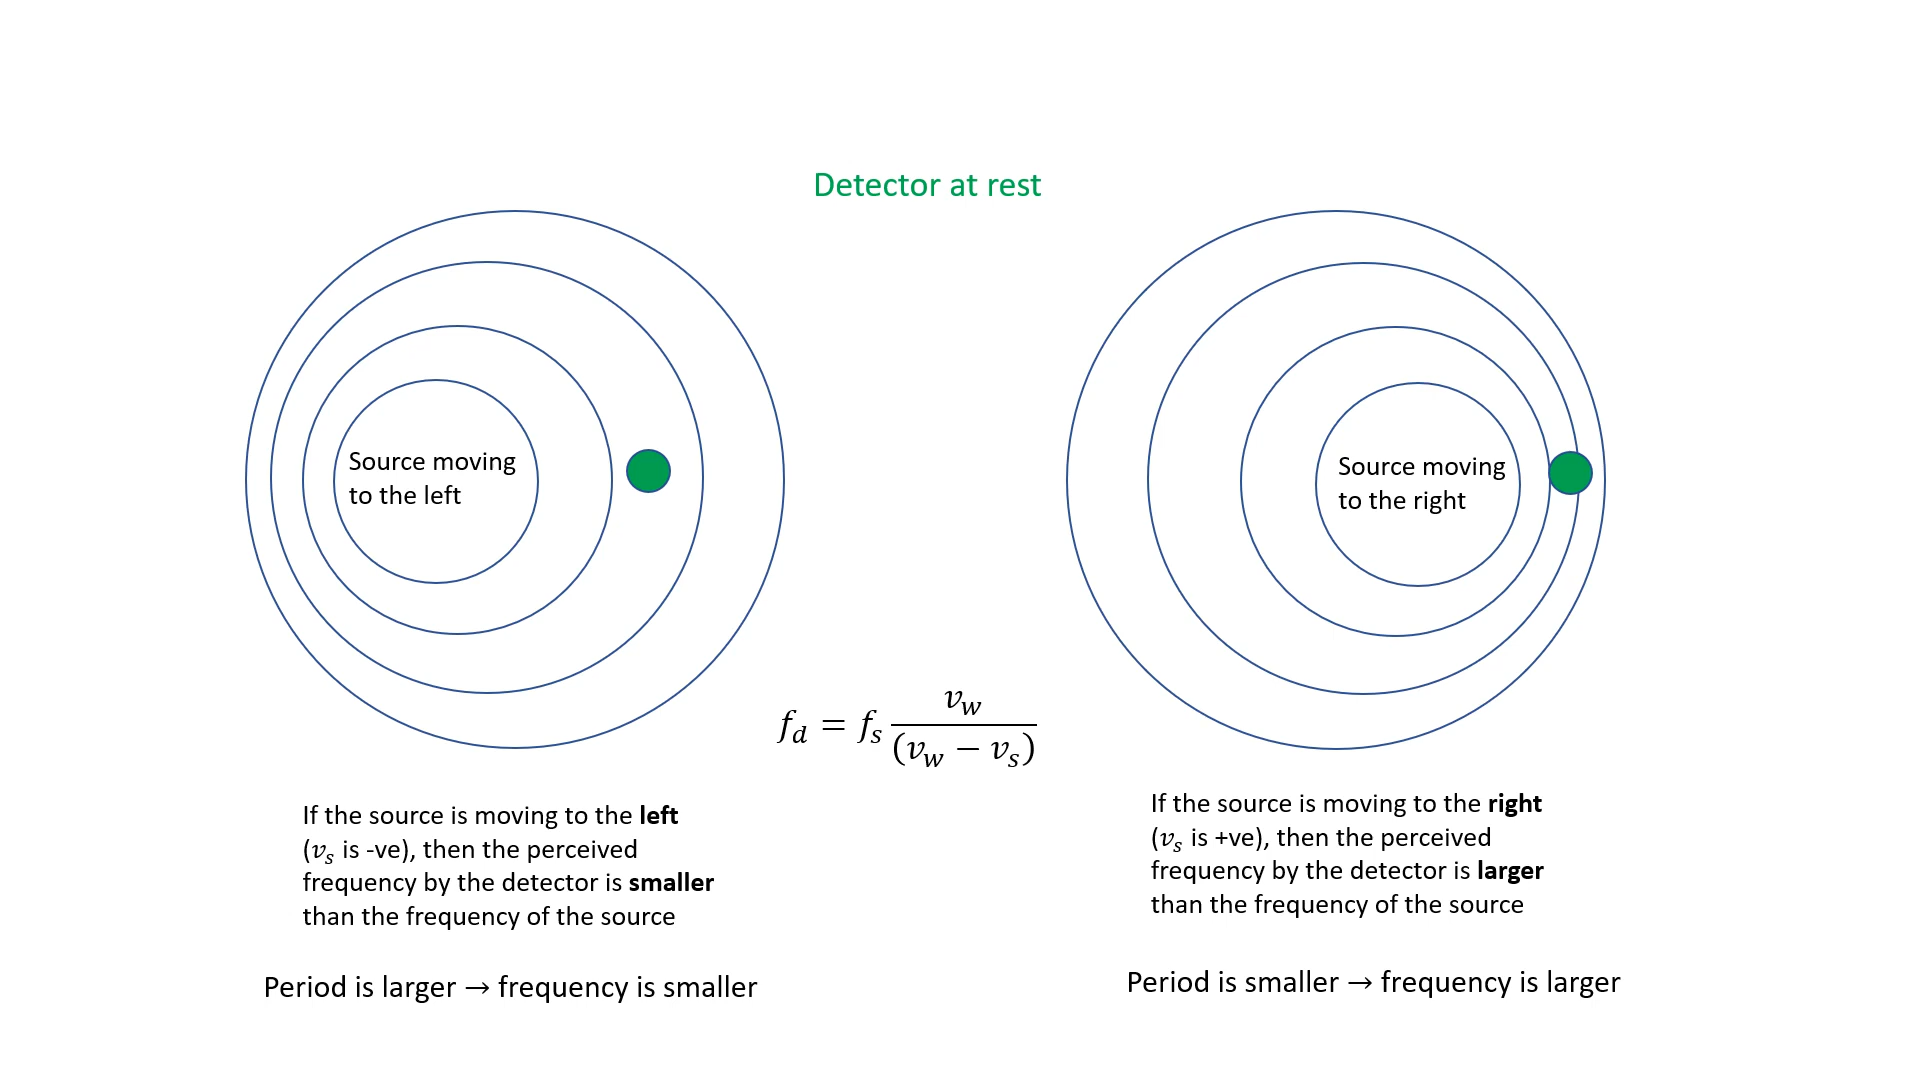 Detector at rest
Source moving
to the left
Source moving
to the right
f_d = f_s \frac{v_w}{(v_w − v_s)}
If the source is moving to the left
(v_s is -ve), then the perceived
frequency by the detector is smaller
than the frequency of the source
Period is larger → frequency is smaller
If the source is moving to the right
(v_s is +ve), then the perceived
frequency by the detector is larger
than the frequency of the source
Period is smaller → frequency is larger